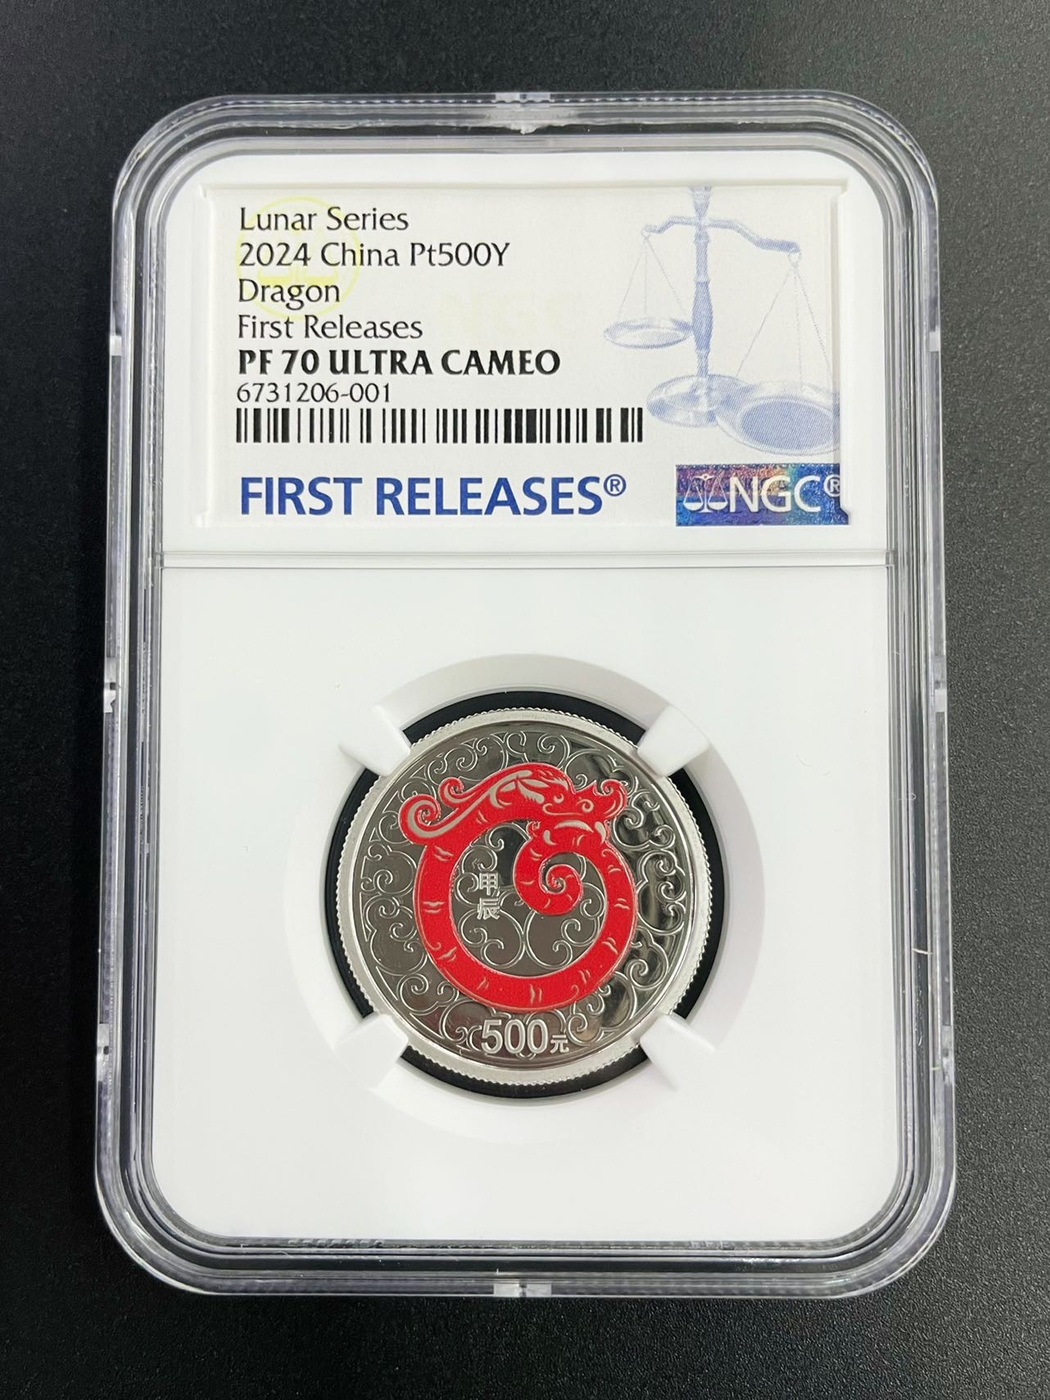 Lunar Series
2024 China Pt500Y
Dragon
First Releases
PF 70 ULTRA CAMEO
6731206-001
FIRST RELEASES®
NGC®
甲辰
500元